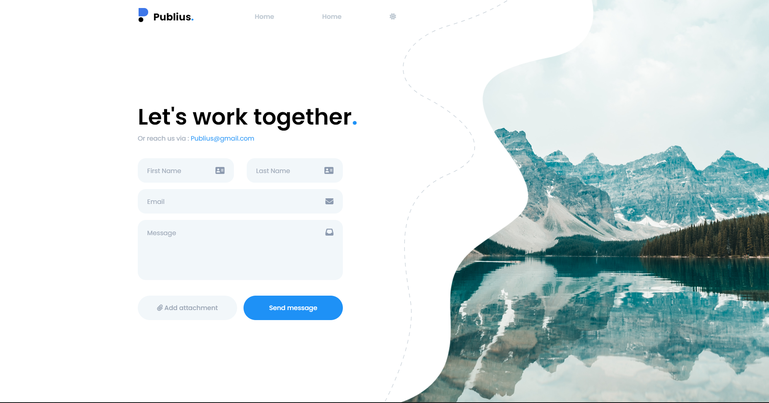 Publius.
Home
Home
Let's work together.
Or reach us via : Publius@gmail.com
First Name
Last Name
Email
Message
Add attachment
Send message